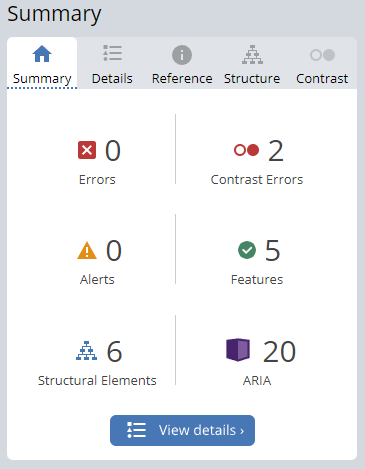 Summary
Summary Details Reference Structure Contrast
0 2
Errors Contrast Errors
0 5
Alerts Features
6 20
Structural Elements ARIA
View details ›